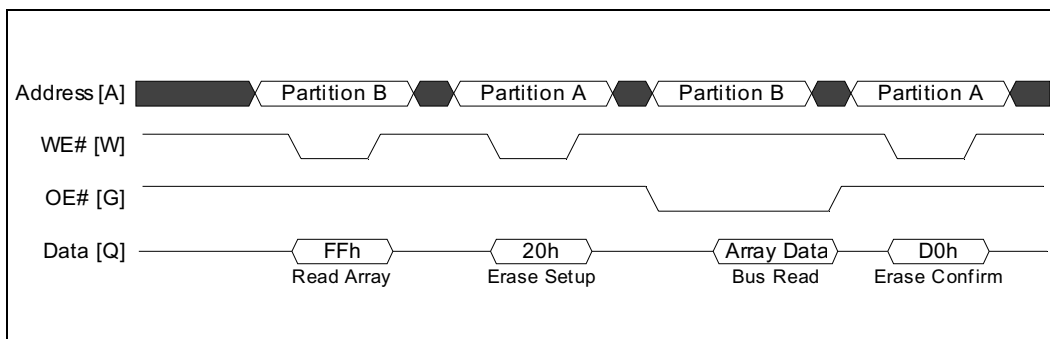 Address [A] Partition B Partition A Partition B Partition A
WE# [W]
OE# [G]
Data [Q] FFh 20h Array Data D0h
Read Array Erase Setup Bus Read Erase Confirm